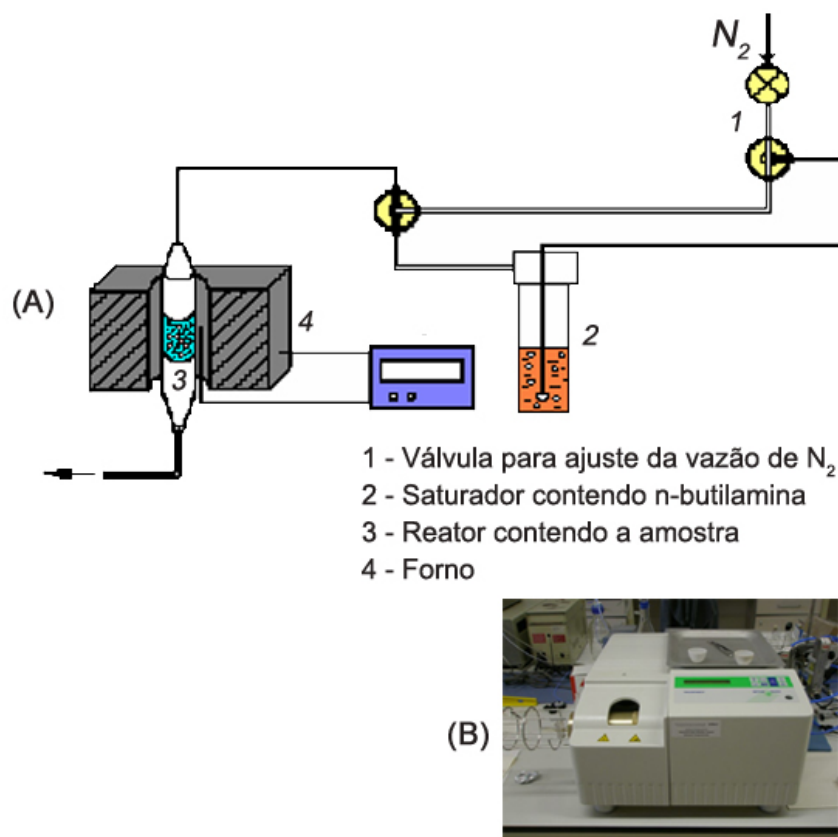 N₂
1
(A)
4
2
3
1 - Válvula para ajuste da vazão de N₂
2 - Saturador contendo n-butilamina
3 - Reator contendo a amostra
4 - Forno
(B)